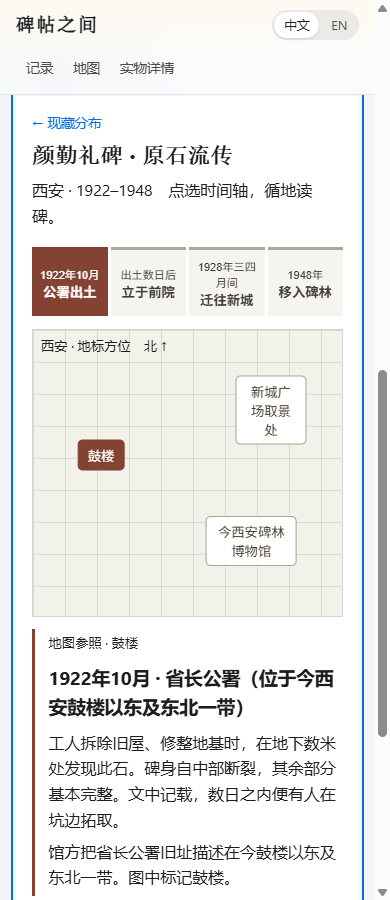 碑帖之间
中文
EN
记录
地图
实物详情
← 现藏分布
颜勤礼碑 · 原石流传
西安 · 1922–1948　点选时间轴，循地读
碑。
1922年10月
公署出土
出土数日后
立于前院
1928年三四
月间
迁往新城
1948年
移入碑林
西安 · 地标方位　北 ↑
新城广
场取景
处
鼓楼
今西安碑林
博物馆
地图参照 · 鼓楼
1922年10月 · 省长公署（位于今西
安鼓楼以东及东北一带）
工人拆除旧屋、修整地基时，在地下数米
处发现此石。碑身自中部断裂，其余部分
基本完整。文中记载，数日之内便有人在
坑边拓取。
馆方把省长公署旧址描述在今鼓楼以东及
东北一带。图中标记鼓楼。